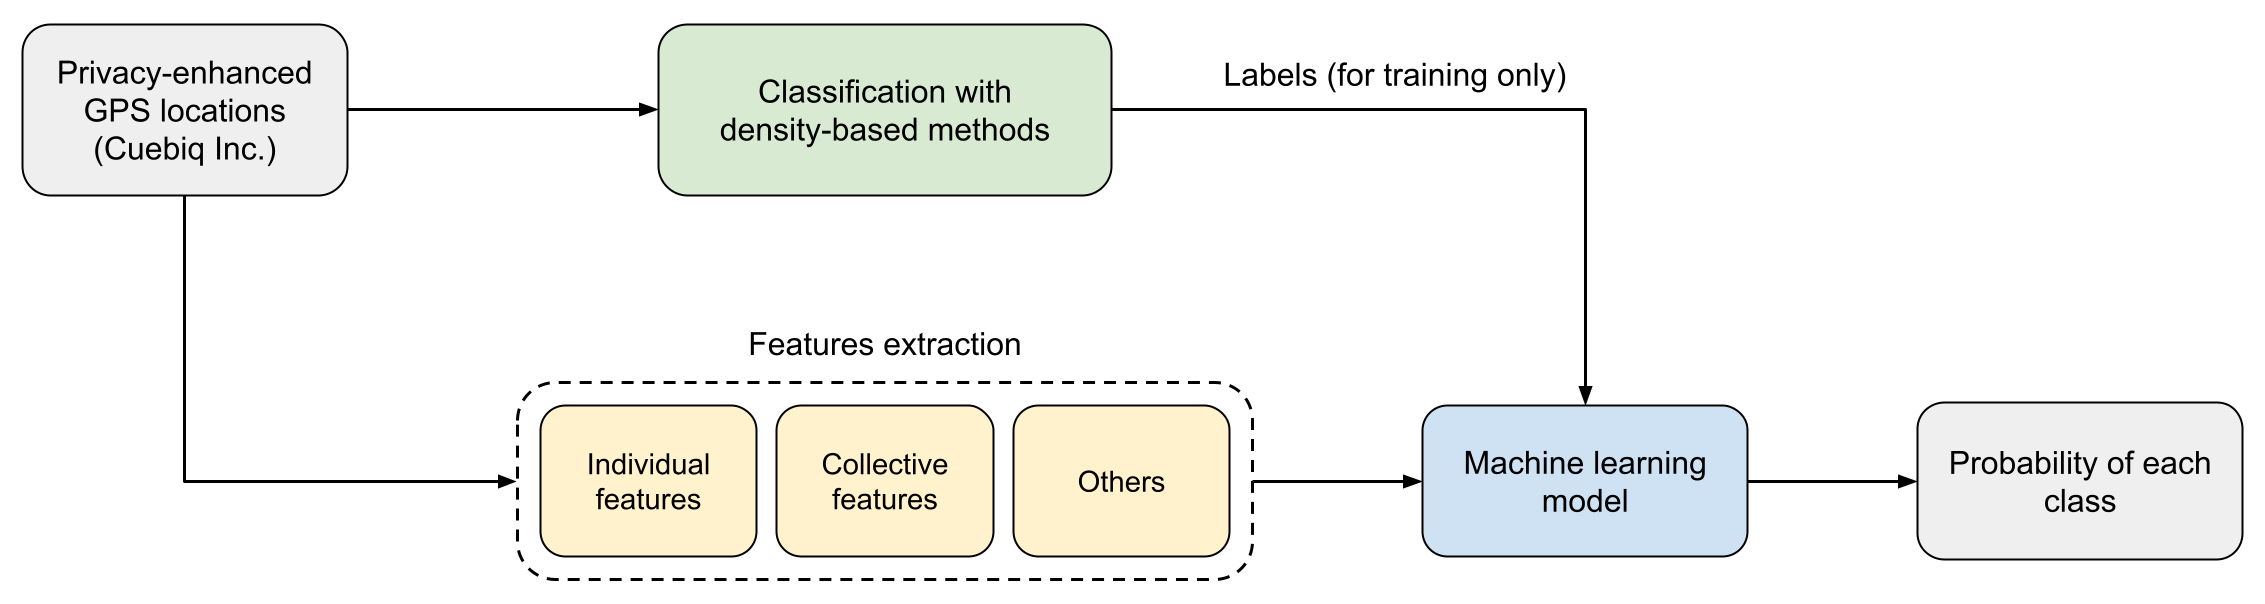 Privacy-enhanced
GPS locations
(Cuebiq Inc.)
Classification with
density-based methods
Labels (for training only)
Features extraction
Individual
features
Collective
features
Others
Machine learning
model
Probability of each
class